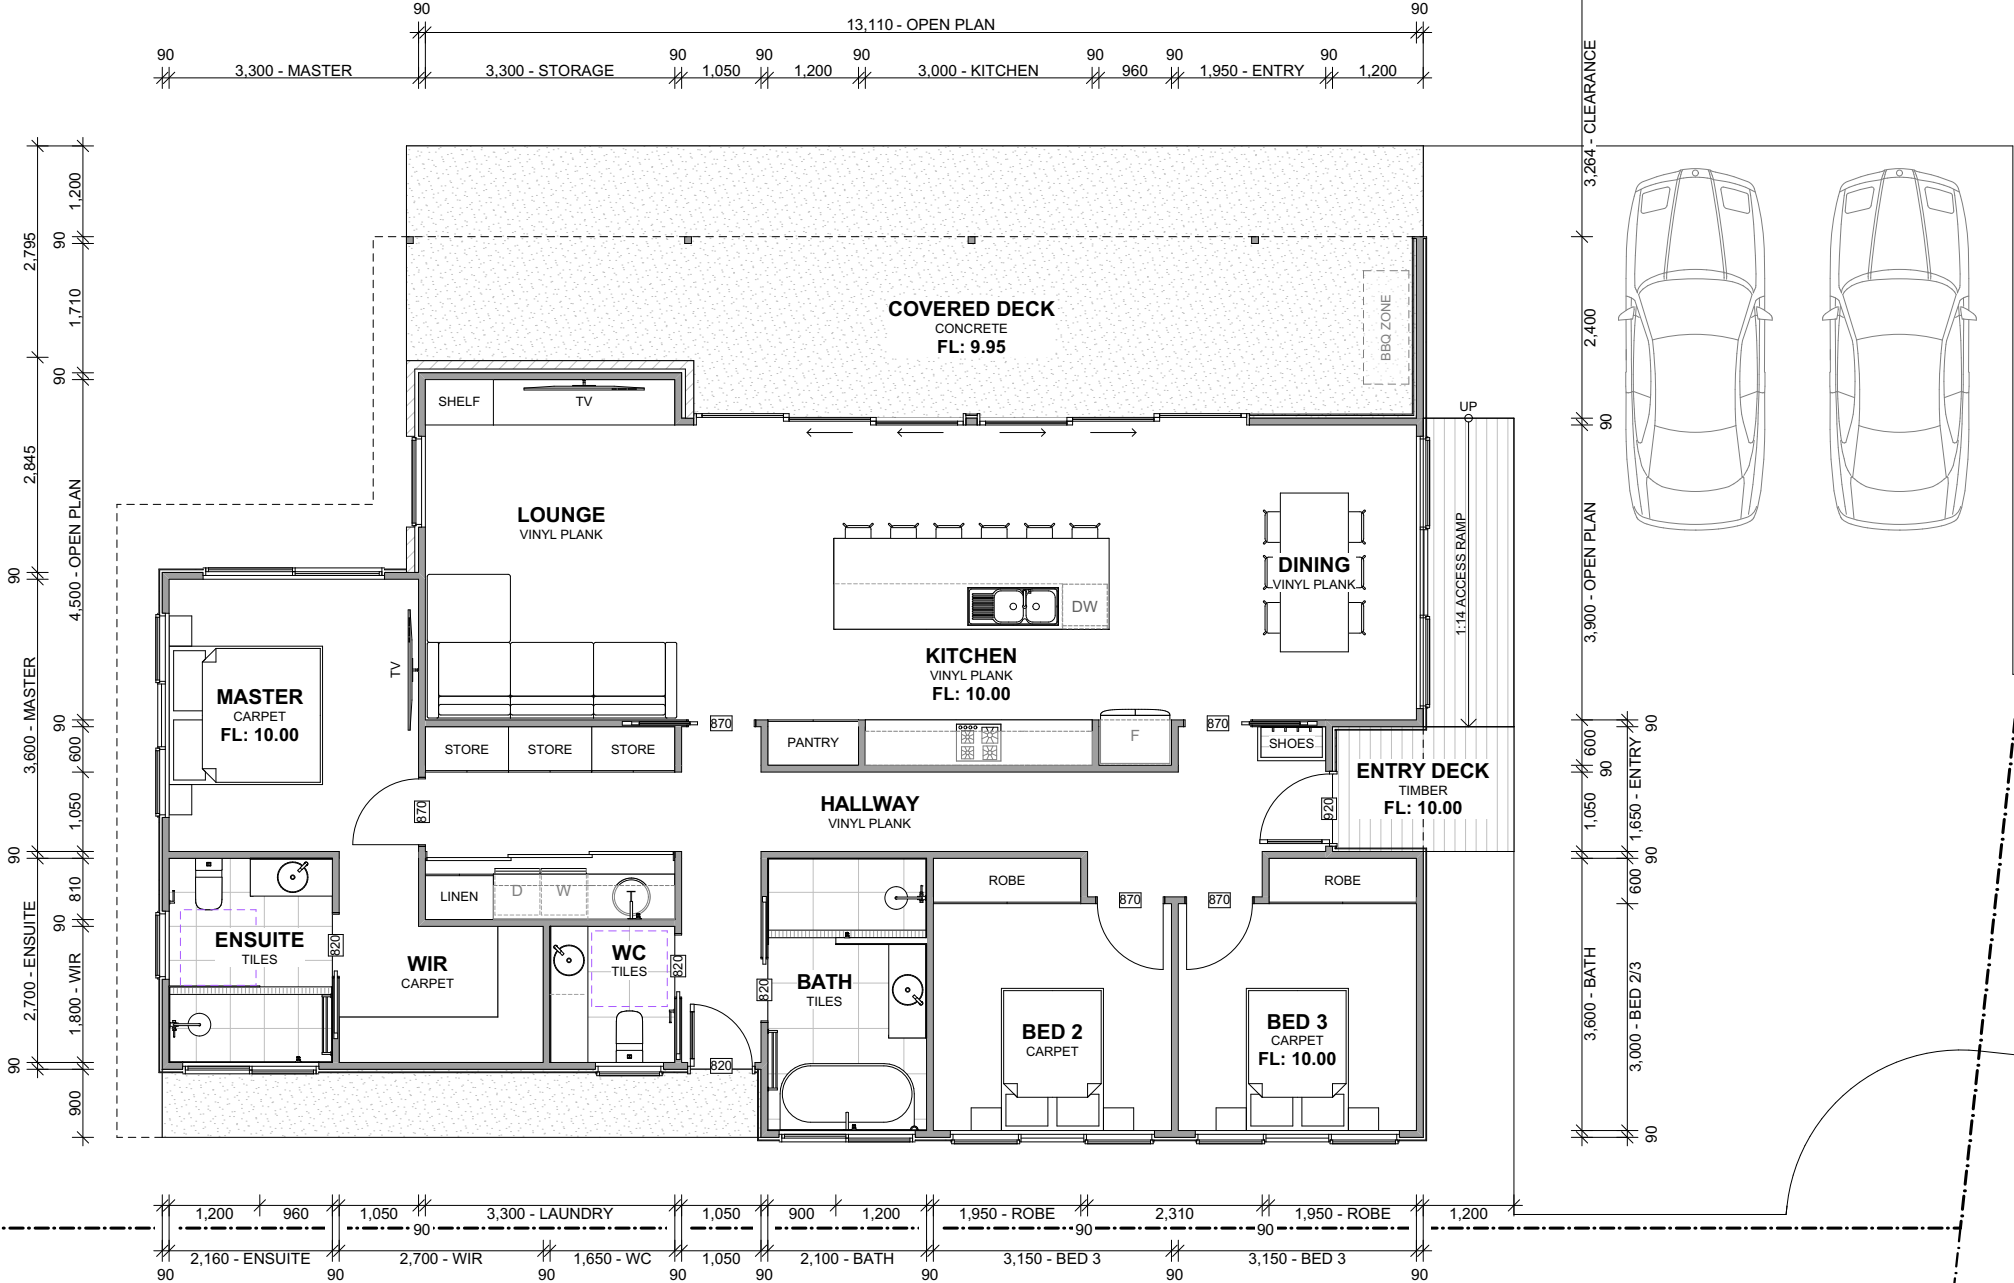 90
90
13,110 - OPEN PLAN
90
90
90
90
90
90
90
3,300 - MASTER
3,300 - STORAGE
1,050
1,200
3,000 - KITCHEN
960
1,950 - ENTRY
1,200
3,264 - CLEARANCE
2,795
2,845
90
3,600 - MASTER
90
2,700 - ENSUITE
90
1,200
90
1,710
90
4,500 - OPEN PLAN
90
600
1,050
810
90
1,800 - WIR
900
COVERED DECK
CONCRETE
FL: 9.95
BBQ ZONE
SHELF
TV
UP
1:14 ACCESS RAMP
LOUNGE
VINYL PLANK
DINING
VINYL PLANK
DW
KITCHEN
VINYL PLANK
FL: 10.00
TV
MASTER
CARPET
FL: 10.00
870
870
STORE
STORE
STORE
PANTRY
F
SHOES
ENTRY DECK
TIMBER
FL: 10.00
HALLWAY
VINYL PLANK
870
920
LINEN
D
W
ROBE
ROBE
870
870
ENSUITE
TILES
820
WIR
CARPET
WC
TILES
820
BATH
TILES
820
820
BED 2
CARPET
BED 3
CARPET
FL: 10.00
2,400
90
3,900 - OPEN PLAN
90
600
90
1,050
1,650 - ENTRY
90
600
3,600 - BATH
3,000 - BED 2/3
90
1,200
960
1,050
3,300 - LAUNDRY
1,050
900
1,200
1,950 - ROBE
2,310
1,950 - ROBE
1,200
90
90
90
2,160 - ENSUITE
2,700 - WIR
1,650 - WC
1,050
2,100 - BATH
3,150 - BED 3
3,150 - BED 3
90
90
90
90
90
90
90
90